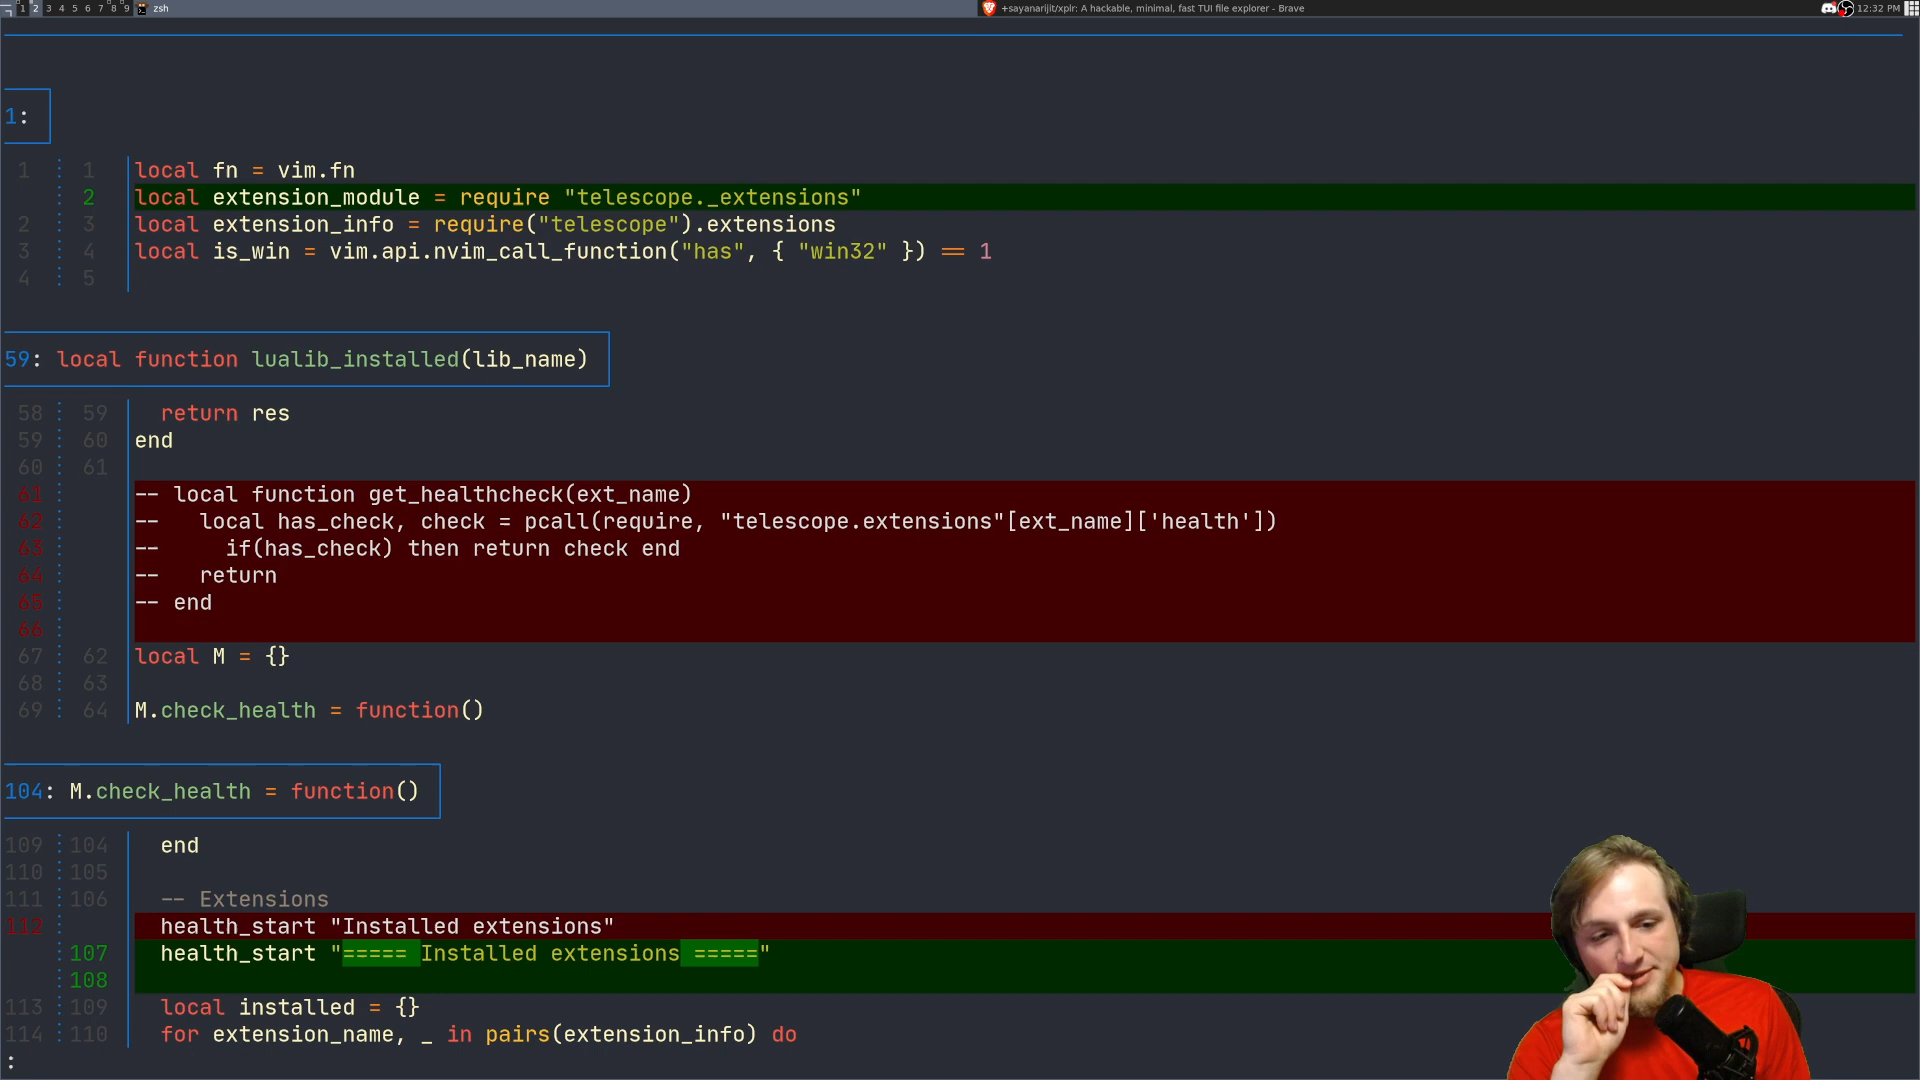 1 2 3 4 5 6 7 8 9 zsh +sayanarijit/xplr: A hackable, minimal, fast TUI file explorer - Brave 12:32 PM
1:
1 ⋮ 1 local fn = vim.fn
2 local extension_module = require "telescope._extensions"
2 ⋮ 3 local extension_info = require("telescope").extensions
3 ⋮ 4 local is_win = vim.api.nvim_call_function("has", { "win32" }) == 1
4 ⋮ 5
59: local function lualib_installed(lib_name)
58 ⋮ 59 return res
59 ⋮ 60 end
60 ⋮ 61
61 ⋮ -- local function get_healthcheck(ext_name)
62 ⋮ -- local has_check, check = pcall(require, "telescope.extensions"[ext_name]['health'])
63 ⋮ -- if(has_check) then return check end
64 ⋮ -- return
65 ⋮ -- end
66 ⋮
67 ⋮ 62 local M = {}
68 ⋮ 63
69 ⋮ 64 M.check_health = function()
104: M.check_health = function()
109 ⋮ 104 end
110 ⋮ 105
111 ⋮ 106 -- Extensions
112 ⋮ health_start "Installed extensions"
⋮ 107 health_start "===== Installed extensions ====="
⋮ 108
113 ⋮ 109 local installed = {}
114 ⋮ 110 for extension_name, _ in pairs(extension_info) do
: